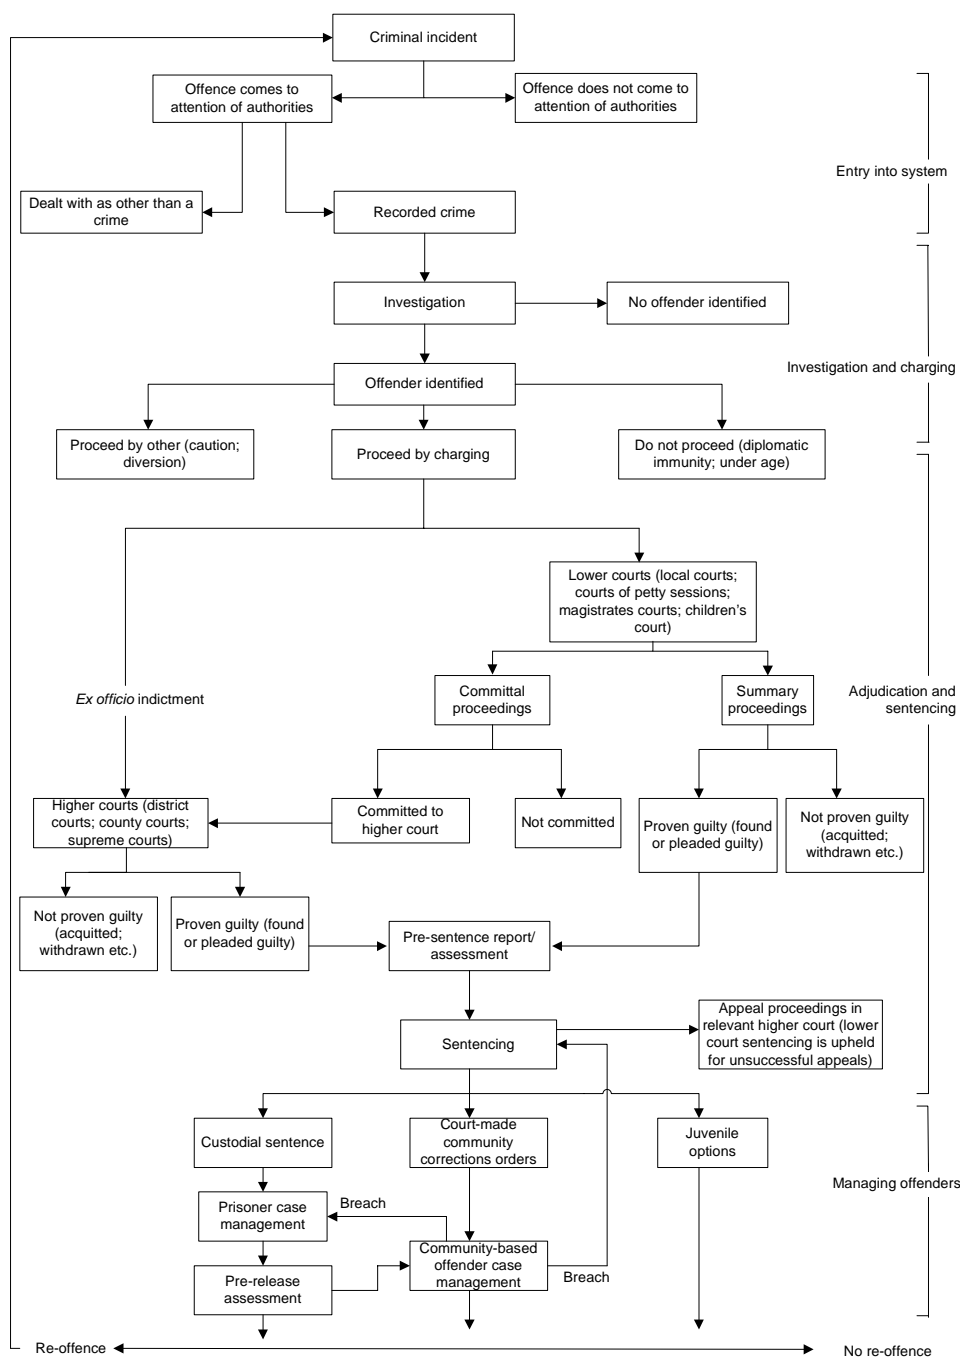 Criminal incident
Offence comes to
attention of authorities
Offence does not come to
attention of authorities
Entry into system
Dealt with as other than a
crime
Recorded crime
Investigation
No offender identified
Investigation and charging
Offender identified
Proceed by other (caution;
diversion)
Proceed by charging
Do not proceed (diplomatic
immunity; under age)
Lower courts (local courts;
courts of petty sessions;
magistrates courts; children's
court)
Ex officio indictment
Committal
proceedings
Summary
proceedings
Adjudication and
sentencing
Higher courts (district
courts; county courts;
supreme courts)
Committed to
higher court
Not committed
Proven guilty (found
or pleaded guilty)
Not proven guilty
(acquitted;
withdrawn etc.)
Not proven guilty
(acquitted;
withdrawn etc.)
Proven guilty (found
or pleaded guilty)
Pre-sentence report/
assessment
Sentencing
Appeal proceedings in
relevant higher court (lower
court sentencing is upheld
for unsuccessful appeals)
Custodial sentence
Court-made
community
corrections orders
Juvenile
options
Managing offenders
Prisoner case
management
Breach
Community-based
offender case
management
Breach
Pre-release
assessment
Re-offence
No re-offence